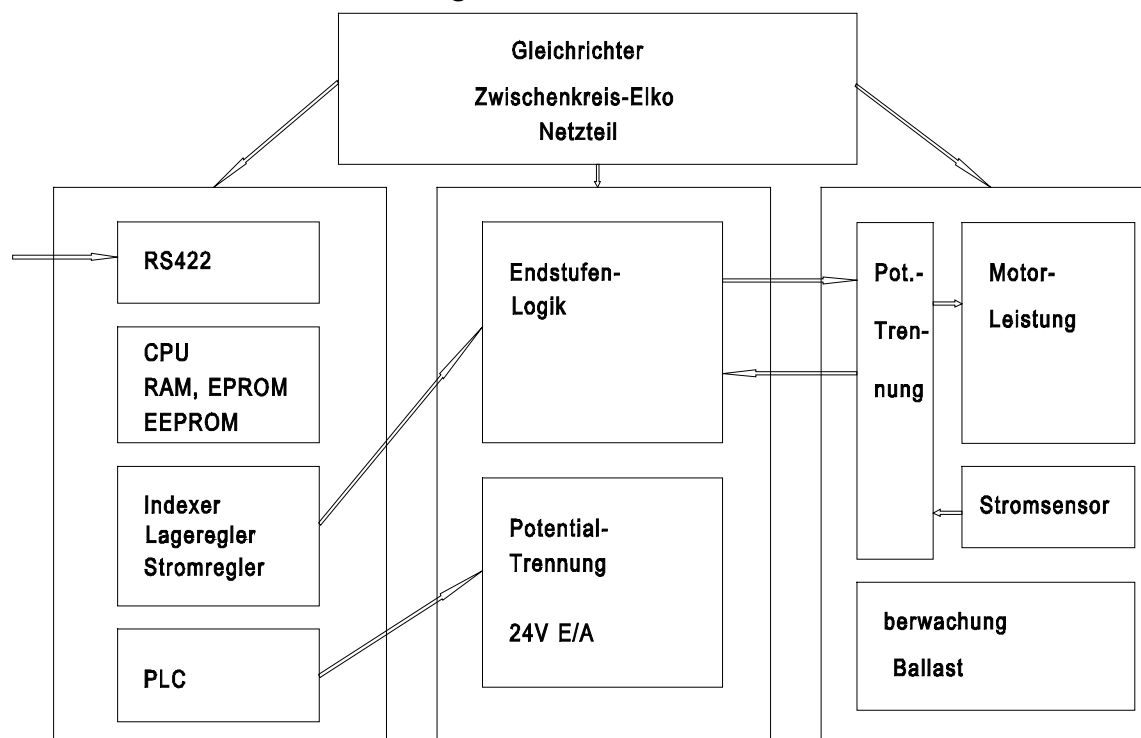 Gleichrichter
Zwischenkreis-Elko
Netzteil
RS422
CPU
RAM, EPROM
EEPROM
Indexer
Lageregler
Stromregler
PLC
Endstufen-
Logik
Potential-
Trennung
24V E/A
Pot.-
Tren-
nung
Motor-
Leistung
Stromsensor
berwachung
Ballast